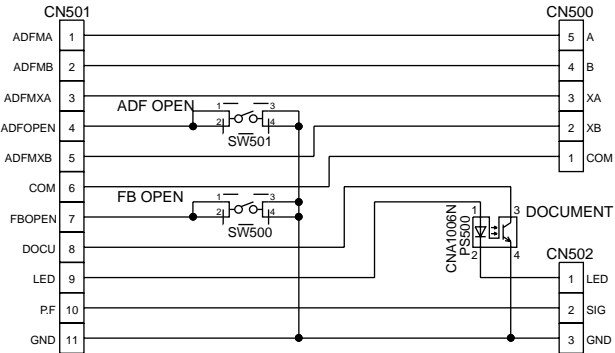 CN501
CN500
ADFMA 1
5 A
ADFMB 2
4 B
ADFMXA 3
3 XA
ADF OPEN
1 3
2 4
SW501
ADFOPEN 4
2 XB
ADFMXB 5
1 COM
COM 6
FB OPEN
1 3
2 4
SW500
FBOPEN 7
CNA1006N
PS500
1 3
2 4
DOCUMENT
DOCU 8
CN502
LED 9
1 LED
P.F 10
2 SIG
GND 11
3 GND